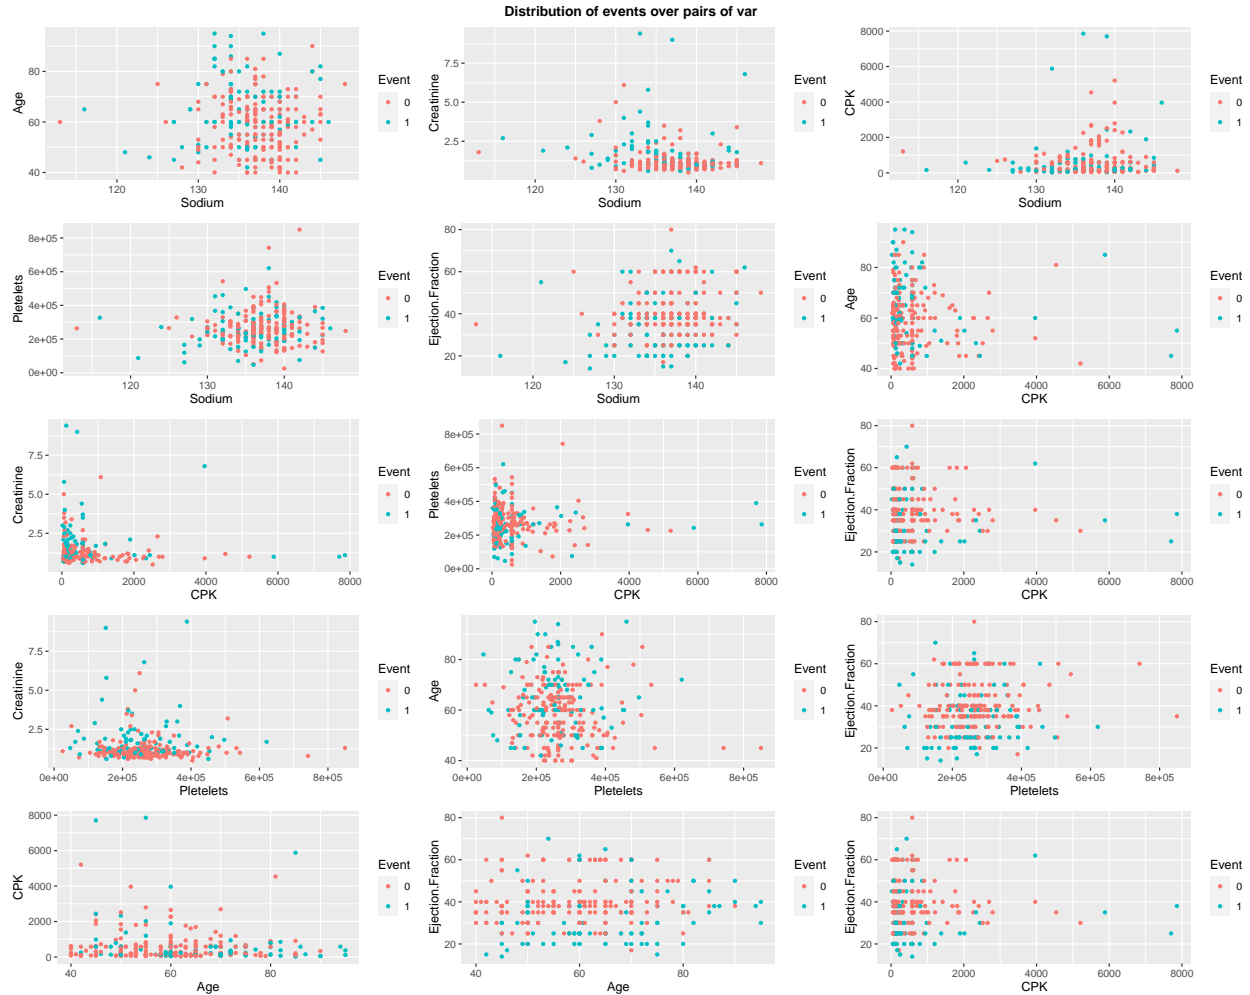 Distribution of events over pairs of var
Age
80
60
40
120
130
140
Sodium
Event
0
1
Creatinine
7.5
5.0
2.5
120
130
140
Sodium
Event
0
1
CPK
8000
6000
4000
2000
0
120
130
140
Sodium
Event
0
1
Pletelets
8e+05
6e+05
4e+05
2e+05
0e+00
120
130
140
Sodium
Event
0
1
Ejection.Fraction
80
60
40
20
120
130
140
Sodium
Event
0
1
Age
80
60
40
0
2000
4000
6000
8000
CPK
Event
0
1
Creatinine
7.5
5.0
2.5
0
2000
4000
6000
8000
CPK
Event
0
1
Pletelets
8e+05
6e+05
4e+05
2e+05
0e+00
0
2000
4000
6000
8000
CPK
Event
0
1
Ejection.Fraction
80
60
40
20
0
2000
4000
6000
8000
CPK
Event
0
1
Creatinine
7.5
5.0
2.5
0e+00
2e+05
4e+05
6e+05
8e+05
Pletelets
Event
0
1
Age
80
60
40
0e+00
2e+05
4e+05
6e+05
8e+05
Pletelets
Event
0
1
Ejection.Fraction
80
60
40
20
0e+00
2e+05
4e+05
6e+05
8e+05
Pletelets
Event
0
1
CPK
8000
6000
4000
2000
0
40
60
80
Age
Event
0
1
Ejection.Fraction
80
60
40
20
40
60
80
Age
Event
0
1
Ejection.Fraction
80
60
40
20
0
2000
4000
6000
8000
CPK
Event
0
1